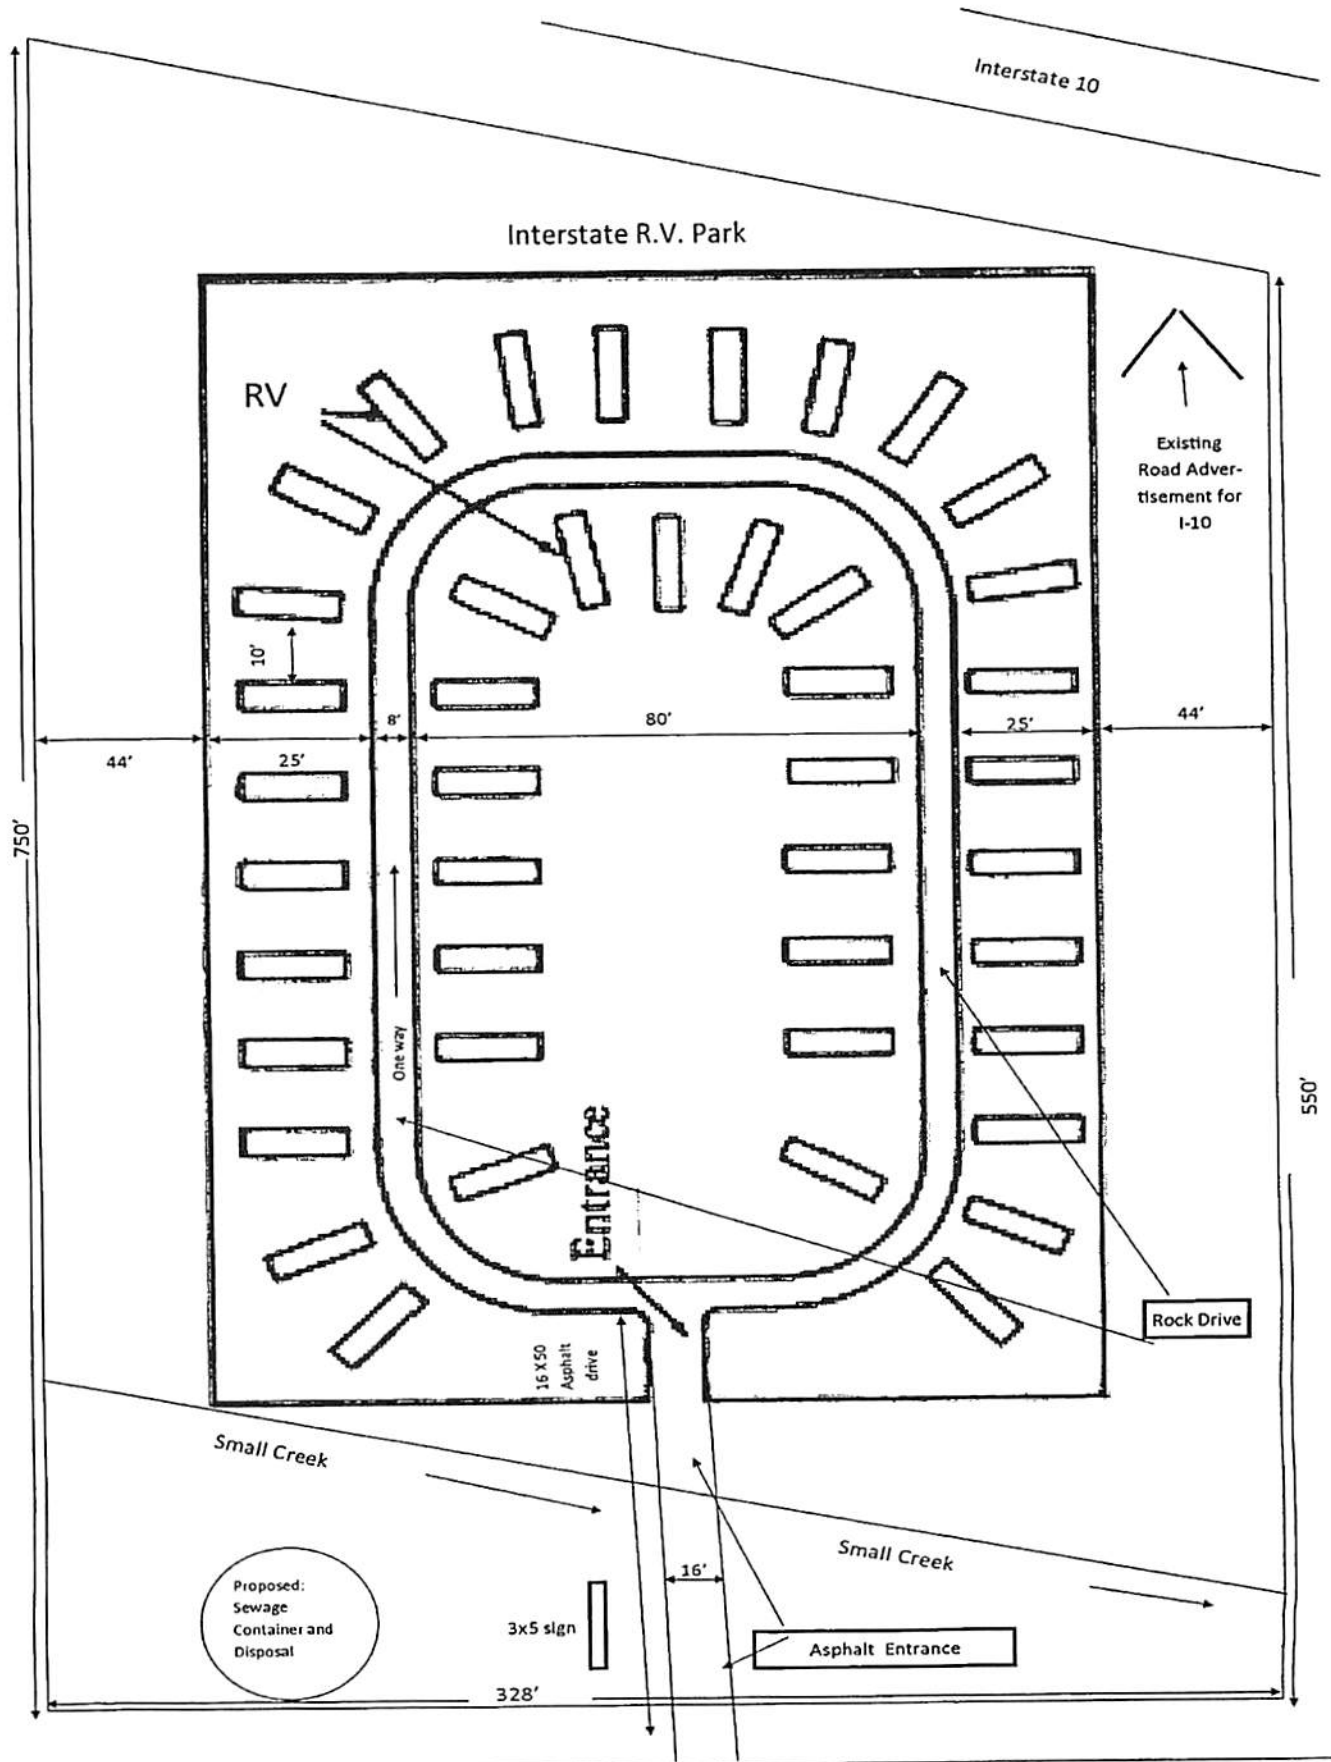 Interstate 10
Interstate R.V. Park
RV
Existing
Road Adver-
tisement for
I-10
10'
8'
80'
25'
44'
44'
25'
750'
One way
550'
Entrance
Rock Drive
16 X 50
Asphalt
drive
Small Creek
Small Creek
16'
Proposed:
Sewage
Container and
Disposal
3x5 sign
Asphalt Entrance
328'